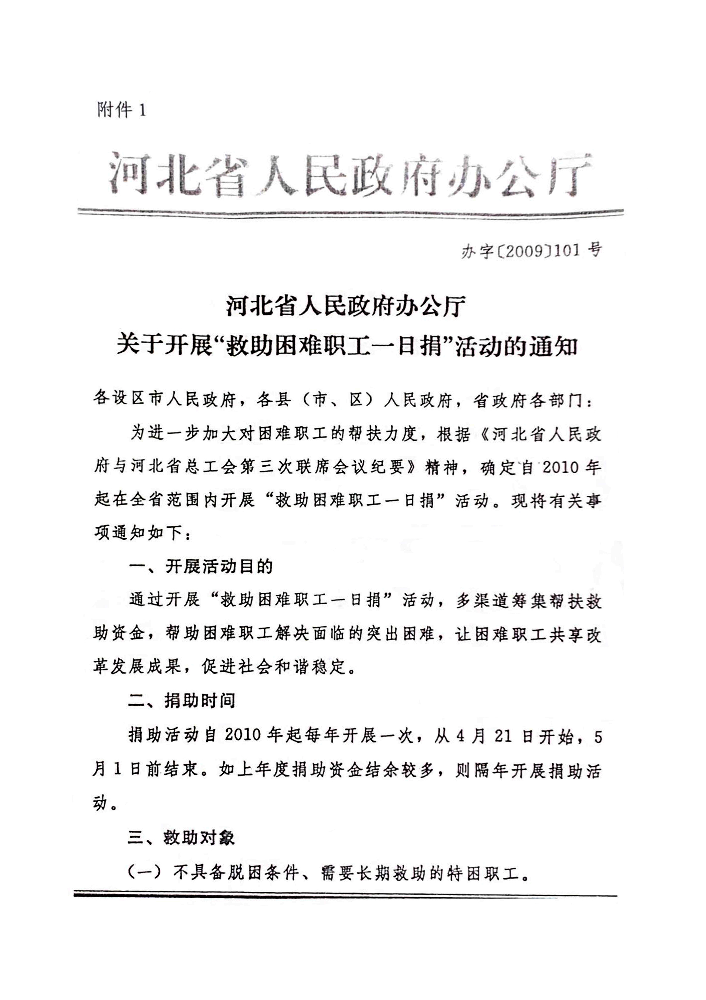 附件 1
河北省人民政府办公厅
办字〔2009〕101 号
河北省人民政府办公厅
关于开展“救助困难职工一日捐”活动的通知
各设区市人民政府，各县（市、区）人民政府，省政府各部门：
为进一步加大对困难职工的帮扶力度，根据《河北省人民政
府与河北省总工会第三次联席会议纪要》精神，确定自 2010 年
起在全省范围内开展“救助困难职工一日捐”活动。现将有关事
项通知如下：
一、开展活动目的
通过开展“救助困难职工一日捐”活动，多渠道筹集帮扶救
助资金，帮助困难职工解决面临的突出困难，让困难职工共享改
革发展成果，促进社会和谐稳定。
二、捐助时间
捐助活动自 2010 年起每年开展一次，从 4 月 21 日开始，5
月 1 日前结束。如上年度捐助资金结余较多，则隔年开展捐助活
动。
三、救助对象
（一）不具备脱困条件、需要长期救助的特困职工。